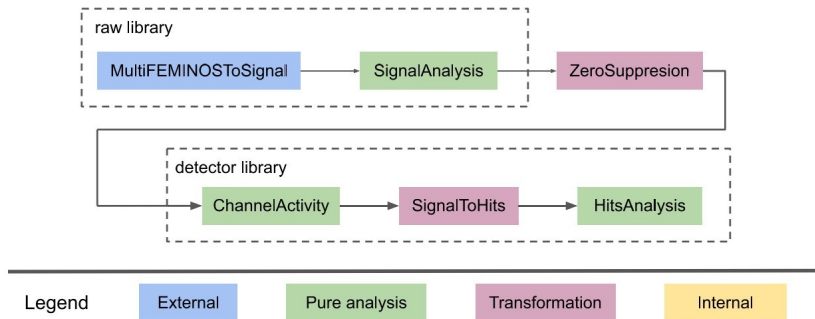 raw library
MultiFEMINOSToSignal
SignalAnalysis
ZeroSuppresion
detector library
ChannelActivity
SignalToHits
HitsAnalysis
Legend
External
Pure analysis
Transformation
Internal